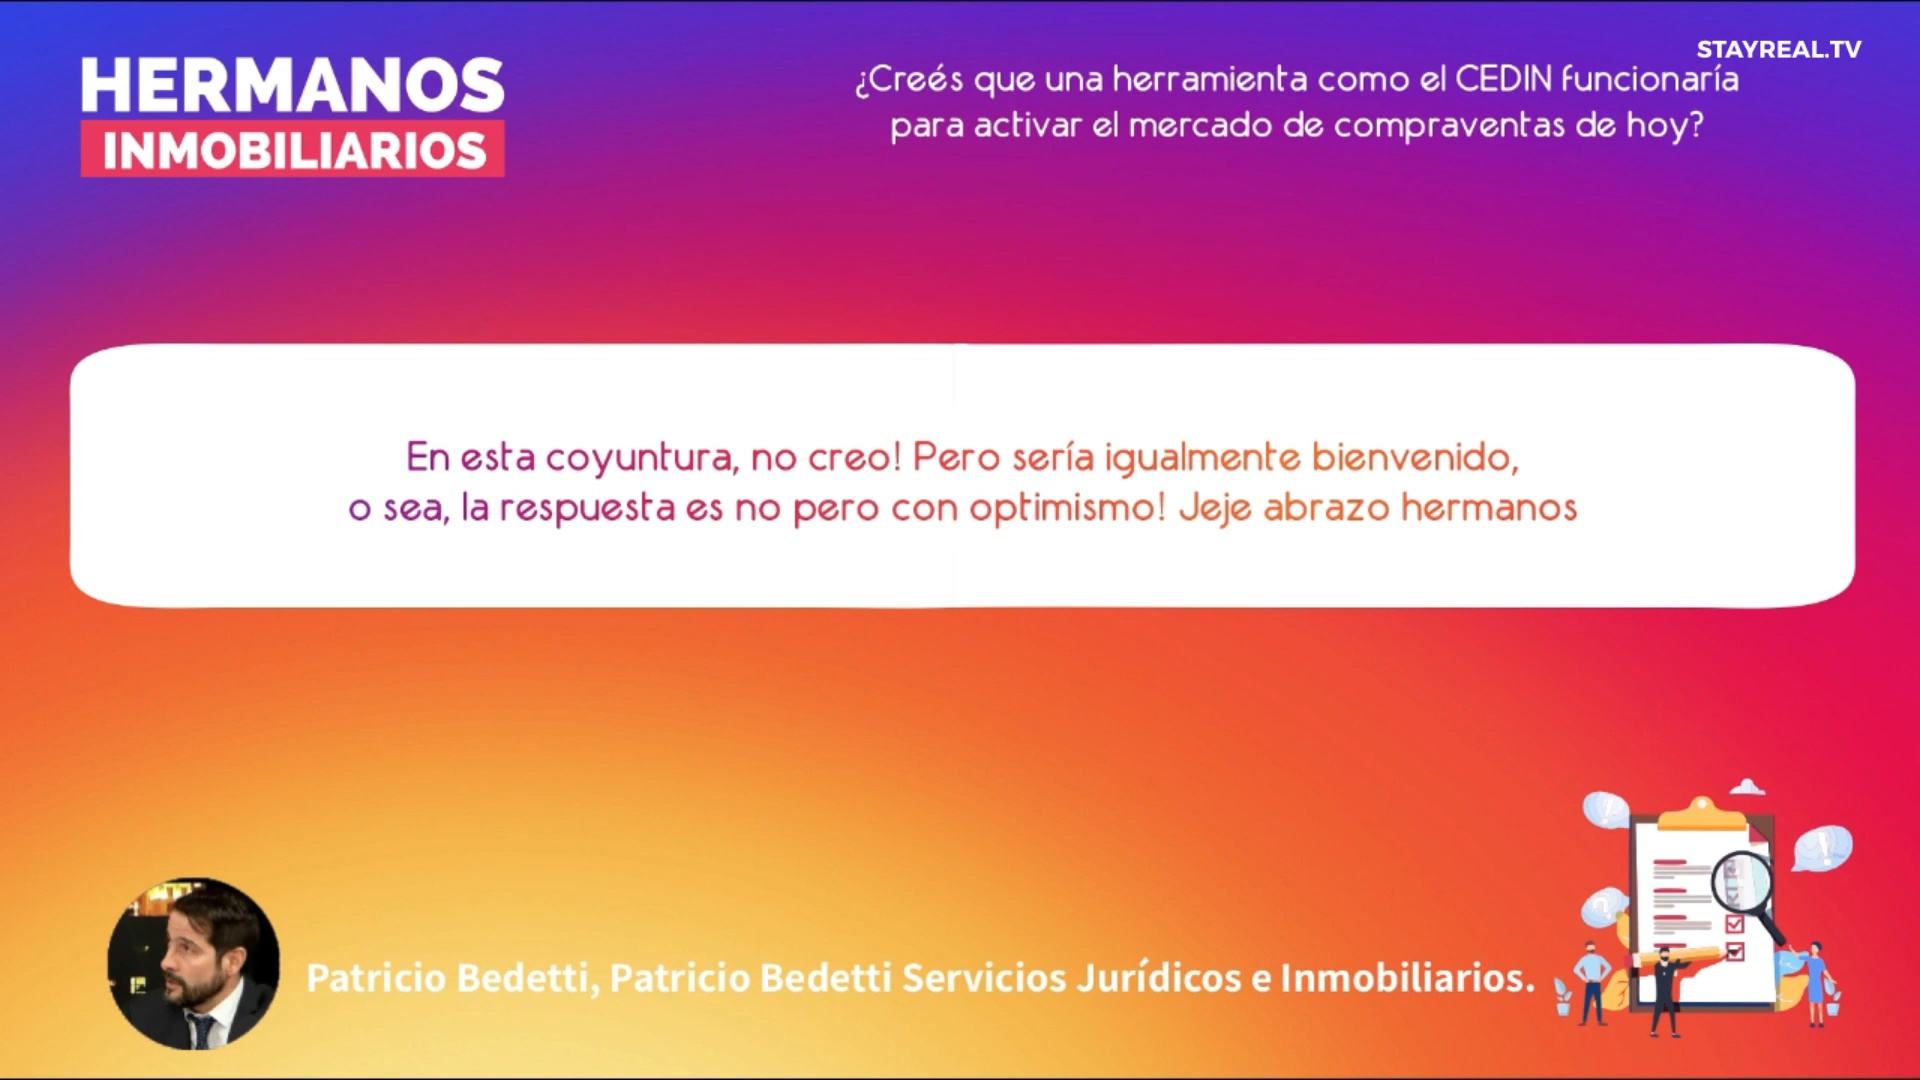 HERMANOS
INMOBILIARIOS
STAYREAL.TV
¿Creés que una herramienta como el CEDIN funcionaría
para activar el mercado de compraventas de hoy?
En esta coyuntura, no creo! Pero sería igualmente bienvenido,
o sea, la respuesta es no pero con optimismo! Jeje abrazo hermanos
Patricio Bedetti, Patricio Bedetti Servicios Jurídicos e Inmobiliarios.